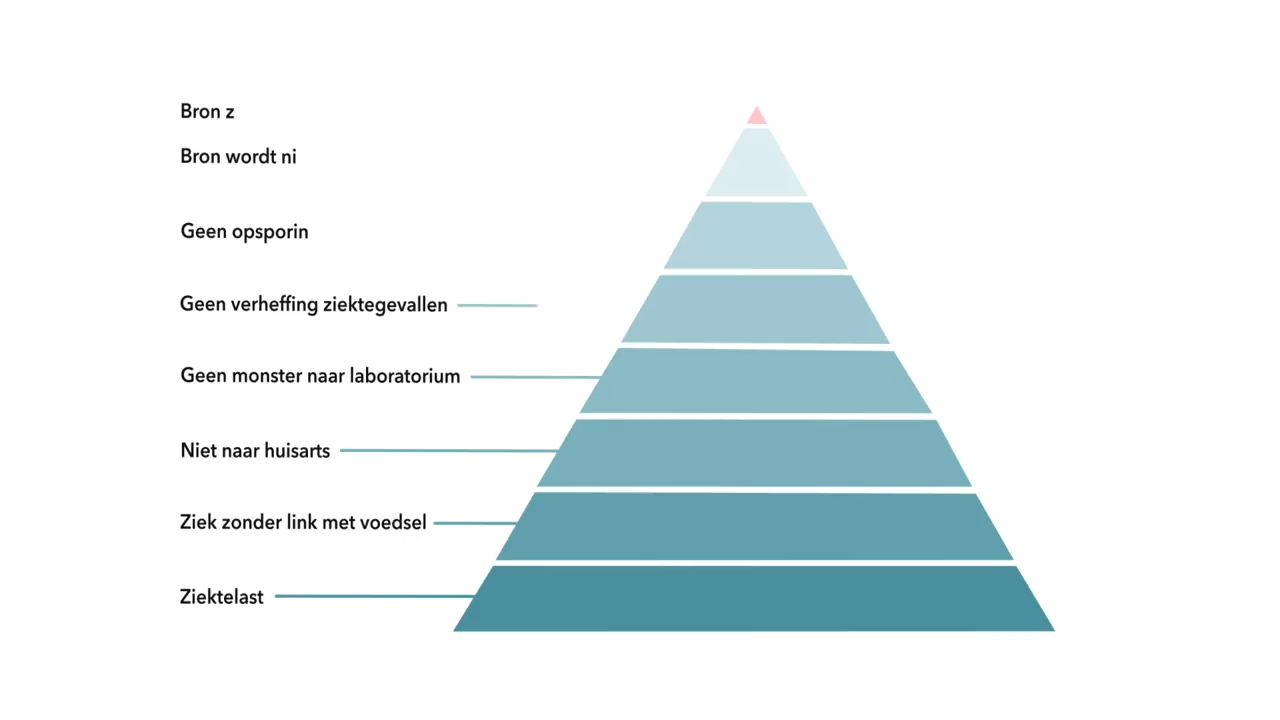 Bron z
Bron wordt ni
Geen opsporin
Geen verheffing ziektegevallen
Geen monster naar laboratorium
Niet naar huisarts
Ziek zonder link met voedsel
Ziektelast